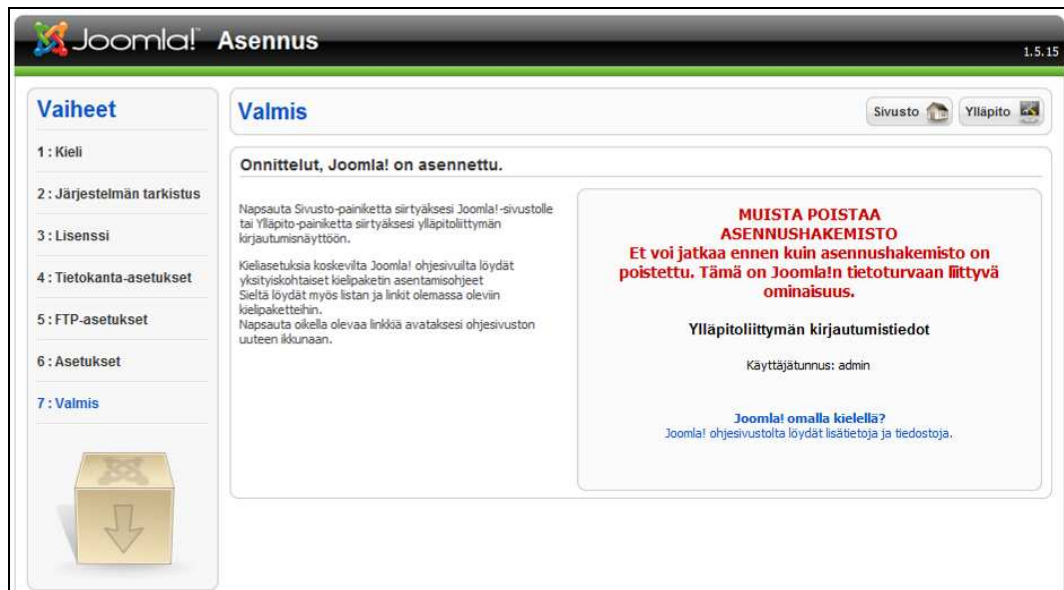 Joomla! Asennus
1.5.15
Vaiheet
1 : Kieli
2 : Järjestelmän tarkistus
3 : Lisenssi
4 : Tietokanta-asetukset
5 : FTP-asetukset
6 : Asetukset
7 : Valmis
Valmis
Sivusto
Ylläpito
Onnittelut, Joomla! on asennettu.
Napsauta Sivusto-painiketta siirtyäksesi Joomla!-sivustolle
tai Ylläpito-painiketta siirtyäksesi ylläpitoliittymän
kirjautumisnäyttöön.
Kieliasetuksia koskevilta Joomla! ohjesivuilta löydät
yksityiskohtaiset kielipaketin asentamisohjeet
Sieltä löydät myös listan ja linkit olemassa oleviin
kielipaketteihin.
Napsauta oikella olevaa linkkiä avataksesi ohjesivuston
uuteen ikkunaan.
MUISTA POISTAA
ASENNUSHAKEMISTO
Et voi jatkaa ennen kuin asennushakemisto on
poistettu. Tämä on Joomla!n tietoturvaan liittyvä
ominaisuus.
Ylläpitoliittymän kirjautumistiedot
Käyttäjätunnus: admin
Joomla! omalla kielellä?
Joomla! ohjesivustolta löydät lisätietoja ja tiedostoja.